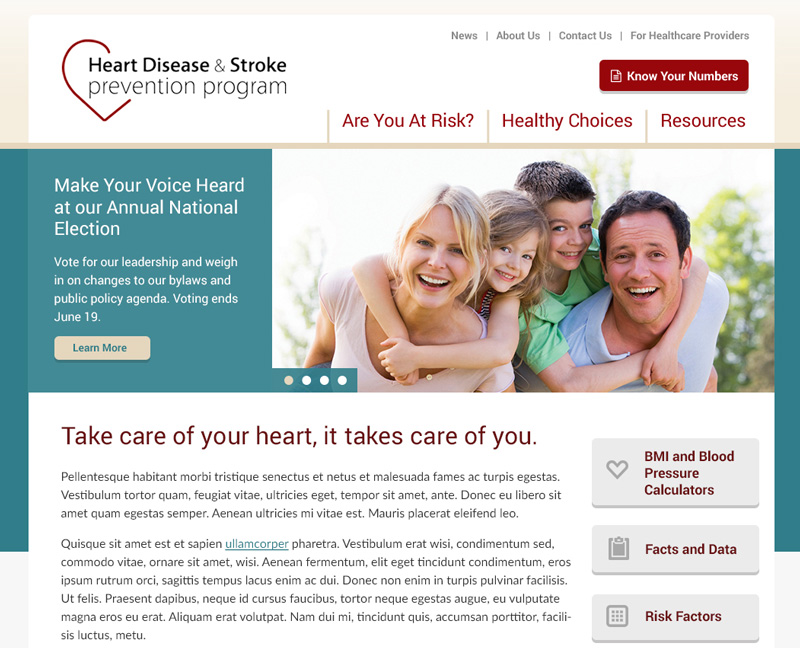 News | About Us | Contact Us | For Healthcare Providers
Heart Disease & Stroke
prevention program
Know Your Numbers
Are You At Risk? | Healthy Choices | Resources
Make Your Voice Heard
at our Annual National
Election
Vote for our leadership and weigh
in on changes to our bylaws and
public policy agenda. Voting ends
June 19.
Learn More
Take care of your heart, it takes care of you.
Pellentesque habitant morbi tristique senectus et netus et malesuada fames ac turpis egestas.
Vestibulum tortor quam, feugiat vitae, ultricies eget, tempor sit amet, ante. Donec eu libero sit
amet quam egestas semper. Aenean ultricies mi vitae est. Mauris placerat eleifend leo.
Quisque sit amet est et sapien ullamcorper pharetra. Vestibulum erat wisi, condimentum sed,
commodo vitae, ornare sit amet, wisi. Aenean fermentum, elit eget tincidunt condimentum, eros
ipsum rutrum orci, sagittis tempus lacus enim ac dui. Donec non enim in turpis pulvinar facilisis.
Ut felis. Praesent dapibus, neque id cursus faucibus, tortor neque egestas augue, eu vulputate
magna eros eu erat. Aliquam erat volutpat. Nam dui mi, tincidunt quis, accumsan porttitor, facili-
sis luctus, metu.
BMI and Blood
Pressure
Calculators
Facts and Data
Risk Factors